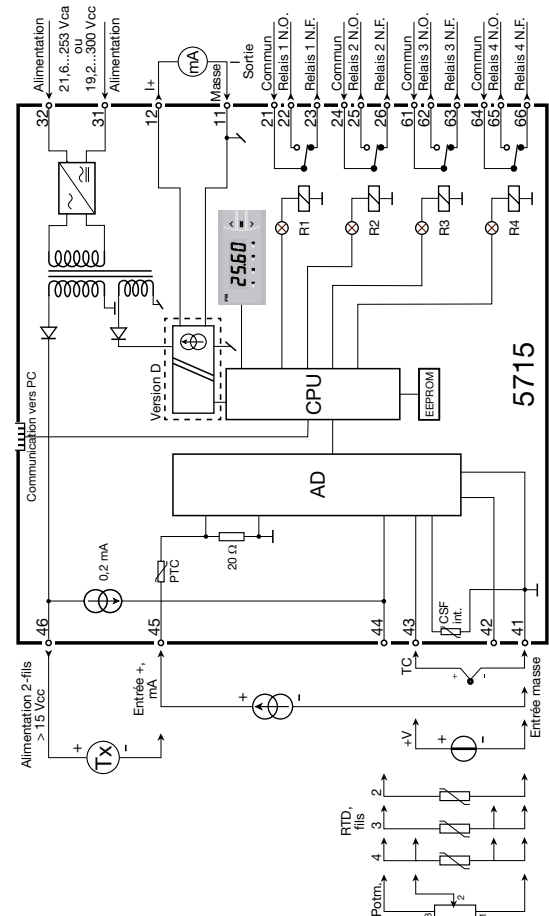 Alimentation
21,6...253 Vca
ou
19,2...300 Vcc
Alimentation
32
31
I+
12
mA
I
Masse
11
Sortie
Commun
Relais 1 N.O.
Relais 1 N.F.
21
22
23
Commun
Relais 2 N.O.
Relais 2 N.F.
24
25
26
Commun
Relais 3 N.O.
Relais 3 N.F.
61
62
63
Commun
Relais 4 N.O.
Relais 4 N.F.
64
65
66
R1
R2
R3
R4
25.60
PR
OK
Version D
CPU
EEPROM
5715
Communication vers PC
AD
0,2 mA
PTC
20 Ω
CSF
int.
46
45
44
43
42
41
Alimentation 2-fils
> 15 Vcc
+
Tx
-
Entrée +,
mA
+
-
TC
+
-
Entrée masse
+V
+
-
RTD,
fils
2
3
4
Potm.
2
3
1